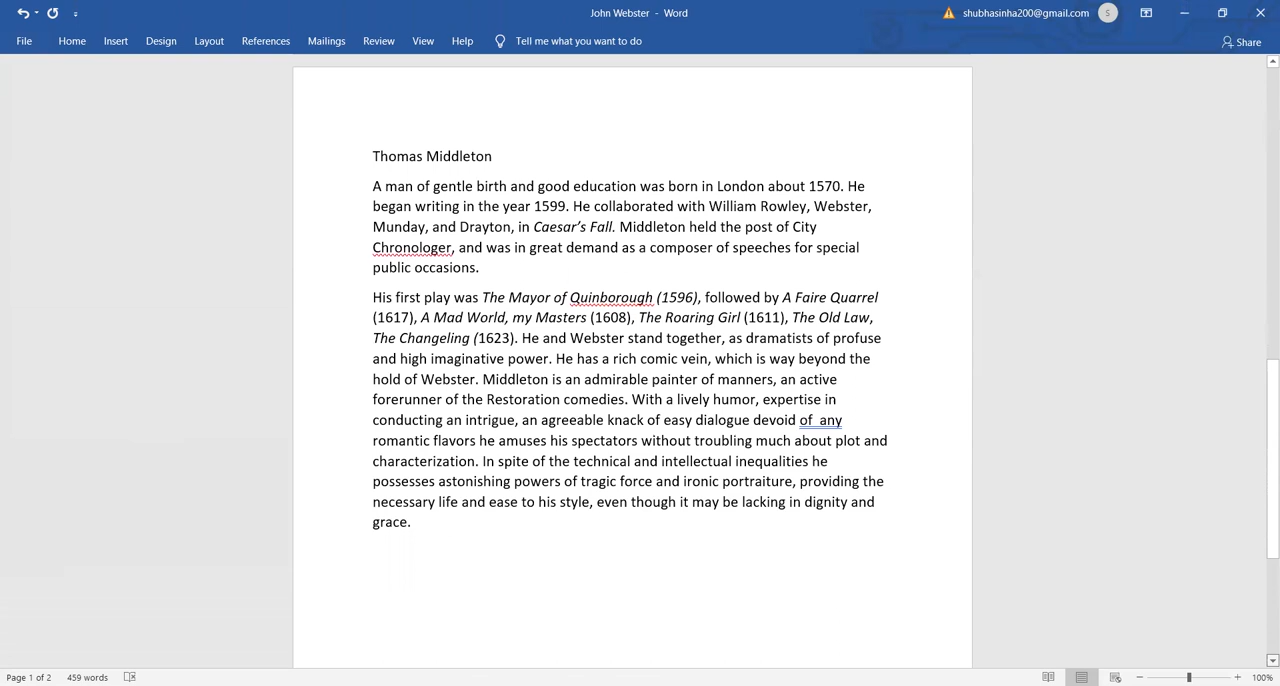 John Webster - Word
shubhasinha200@gmail.com
S
File Home Insert Design Layout References Mailings Review View Help Tell me what you want to do
Share
Thomas Middleton
A man of gentle birth and good education was born in London about 1570. He
began writing in the year 1599. He collaborated with William Rowley, Webster,
Munday, and Drayton, in Caesar’s Fall. Middleton held the post of City
Chronologer, and was in great demand as a composer of speeches for special
public occasions.
His first play was The Mayor of Quinborough (1596), followed by A Faire Quarrel
(1617), A Mad World, my Masters (1608), The Roaring Girl (1611), The Old Law,
The Changeling (1623). He and Webster stand together, as dramatists of profuse
and high imaginative power. He has a rich comic vein, which is way beyond the
hold of Webster. Middleton is an admirable painter of manners, an active
forerunner of the Restoration comedies. With a lively humor, expertise in
conducting an intrigue, an agreeable knack of easy dialogue devoid of  any
romantic flavors he amuses his spectators without troubling much about plot and
characterization. In spite of the technical and intellectual inequalities he
possesses astonishing powers of tragic force and ironic portraiture, providing the
necessary life and ease to his style, even though it may be lacking in dignity and
grace.
Page 1 of 2 459 words
100%